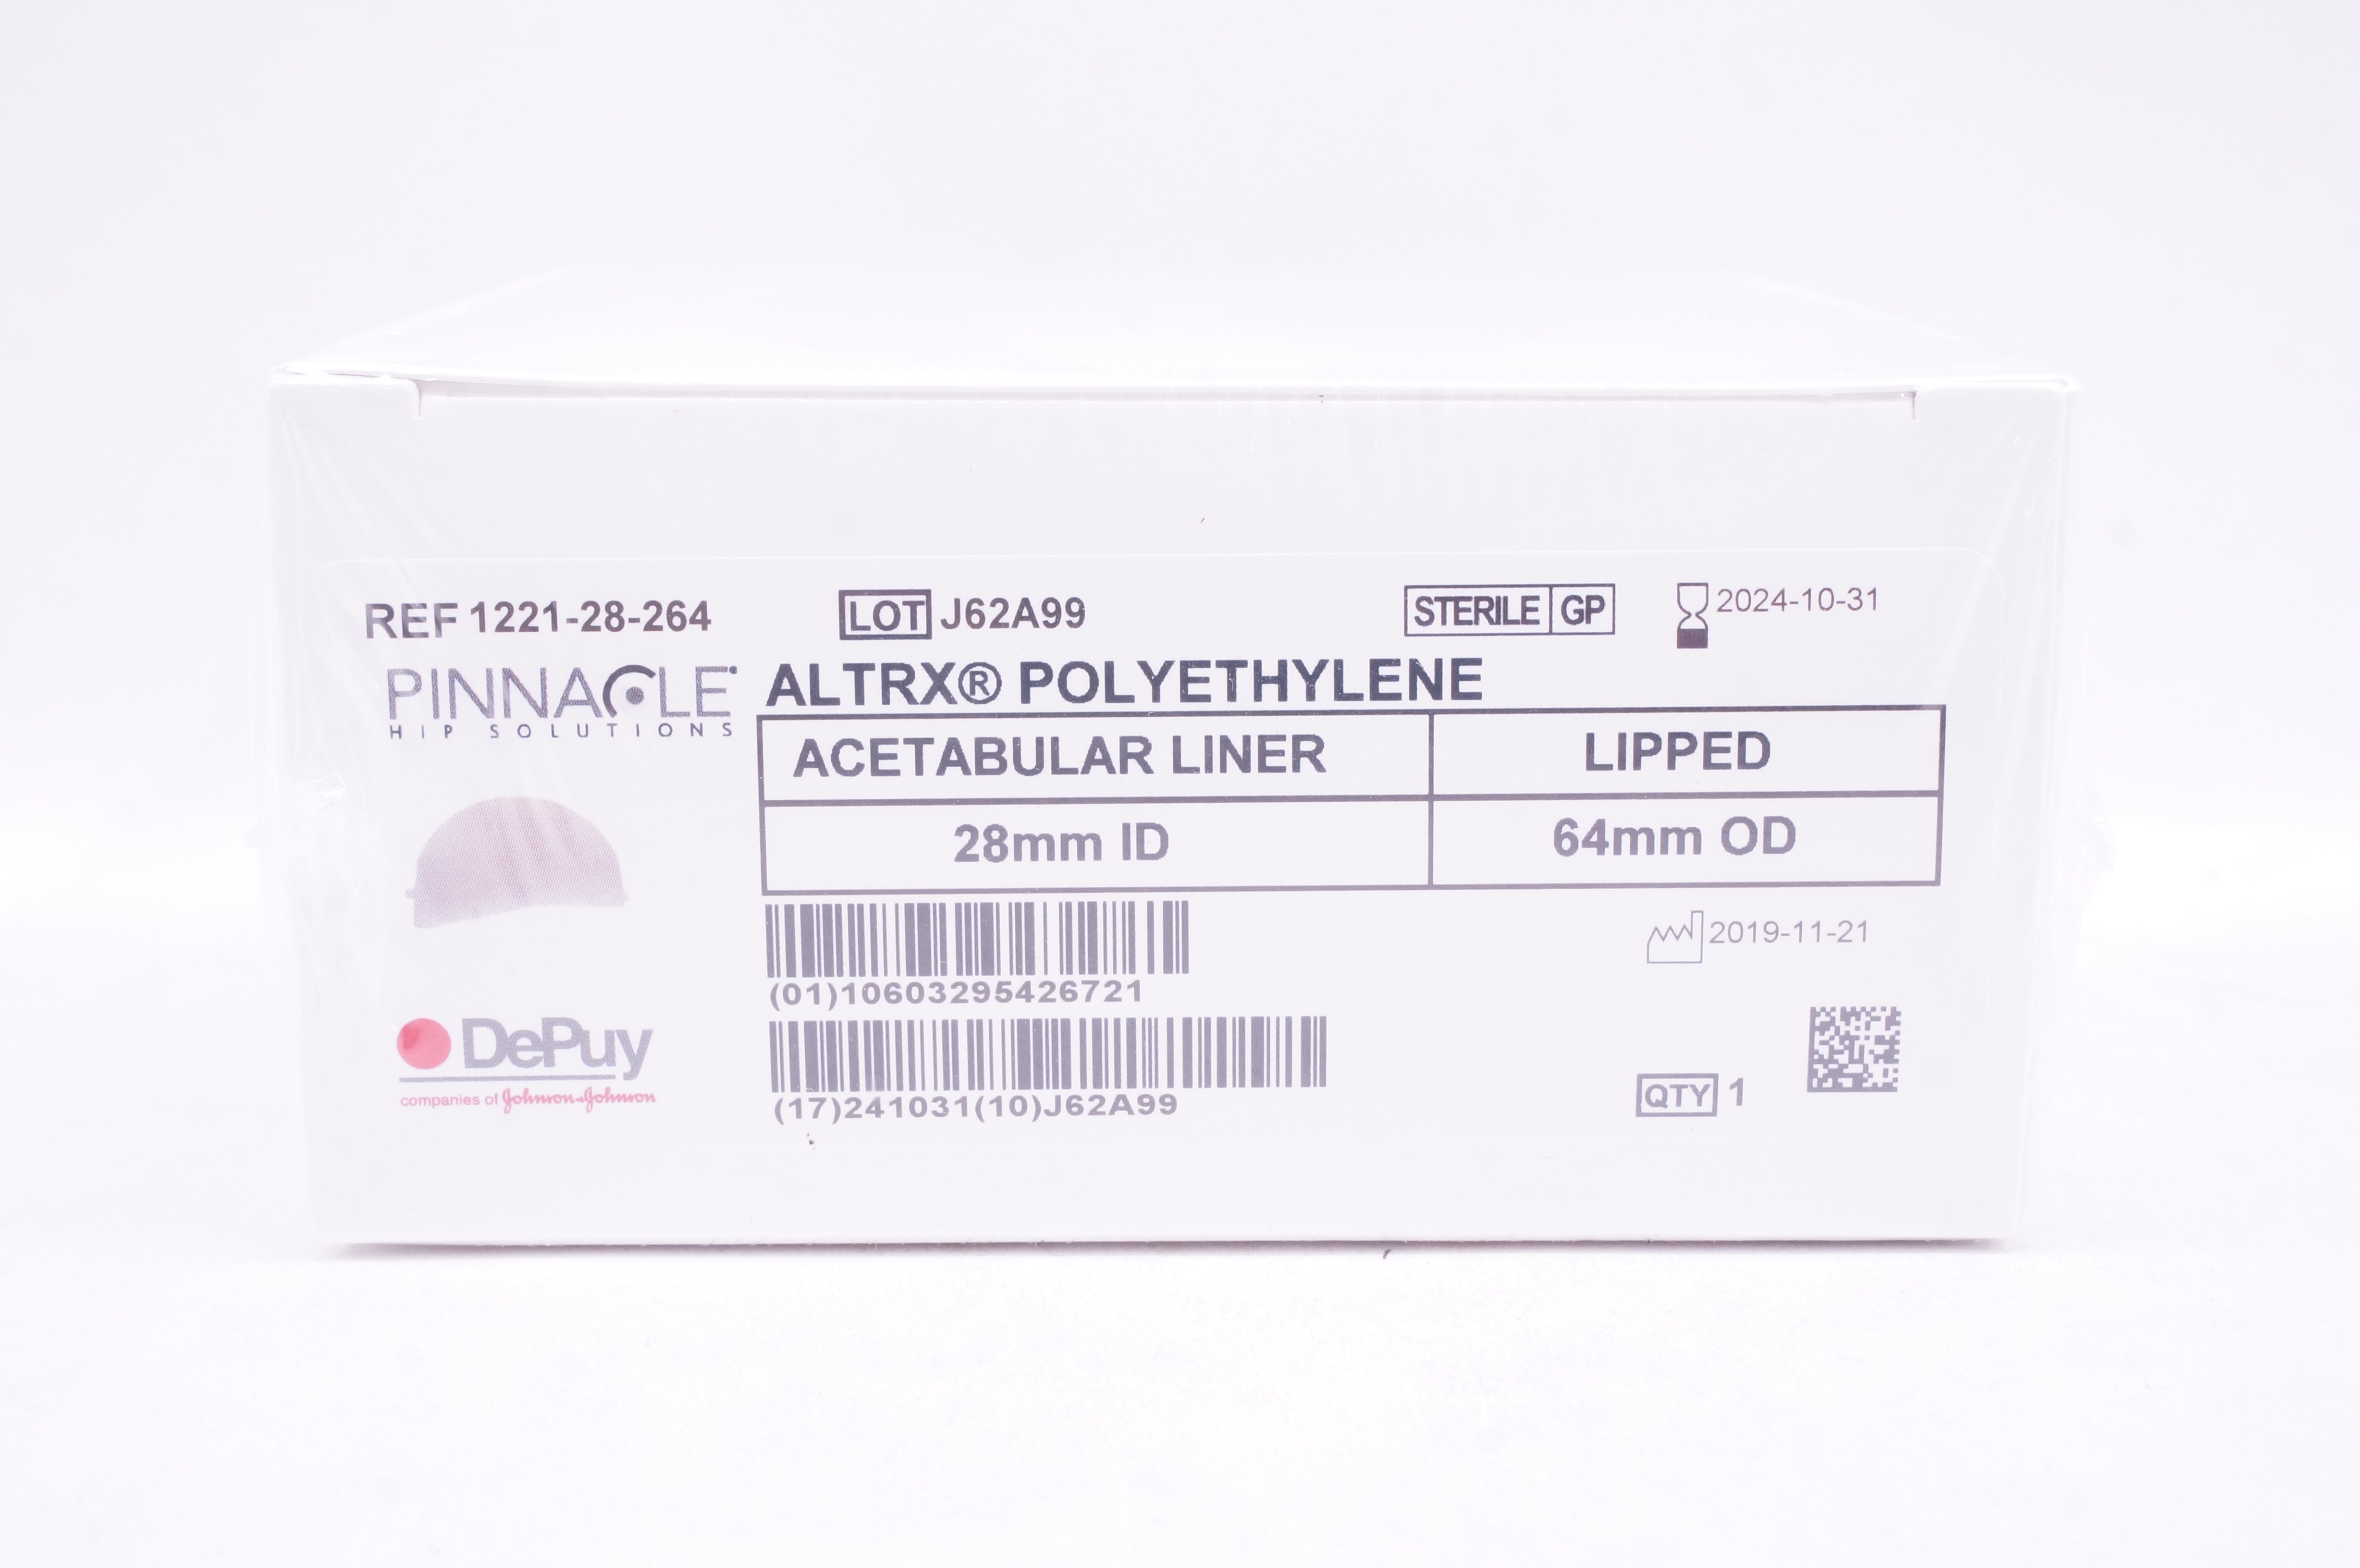 REF 1221-28-264
LOT J62A99
STERILE GP
2024-10-31
PINNACLE
HIP SOLUTIONS
ALTRX® POLYETHYLENE
ACETABULAR LINER LIPPED
28mm ID 64mm OD
(01)10603295426721
2019-11-21
DePuy
companies of Johnson & Johnson
(17)241031(10)J62A99
QTY 1